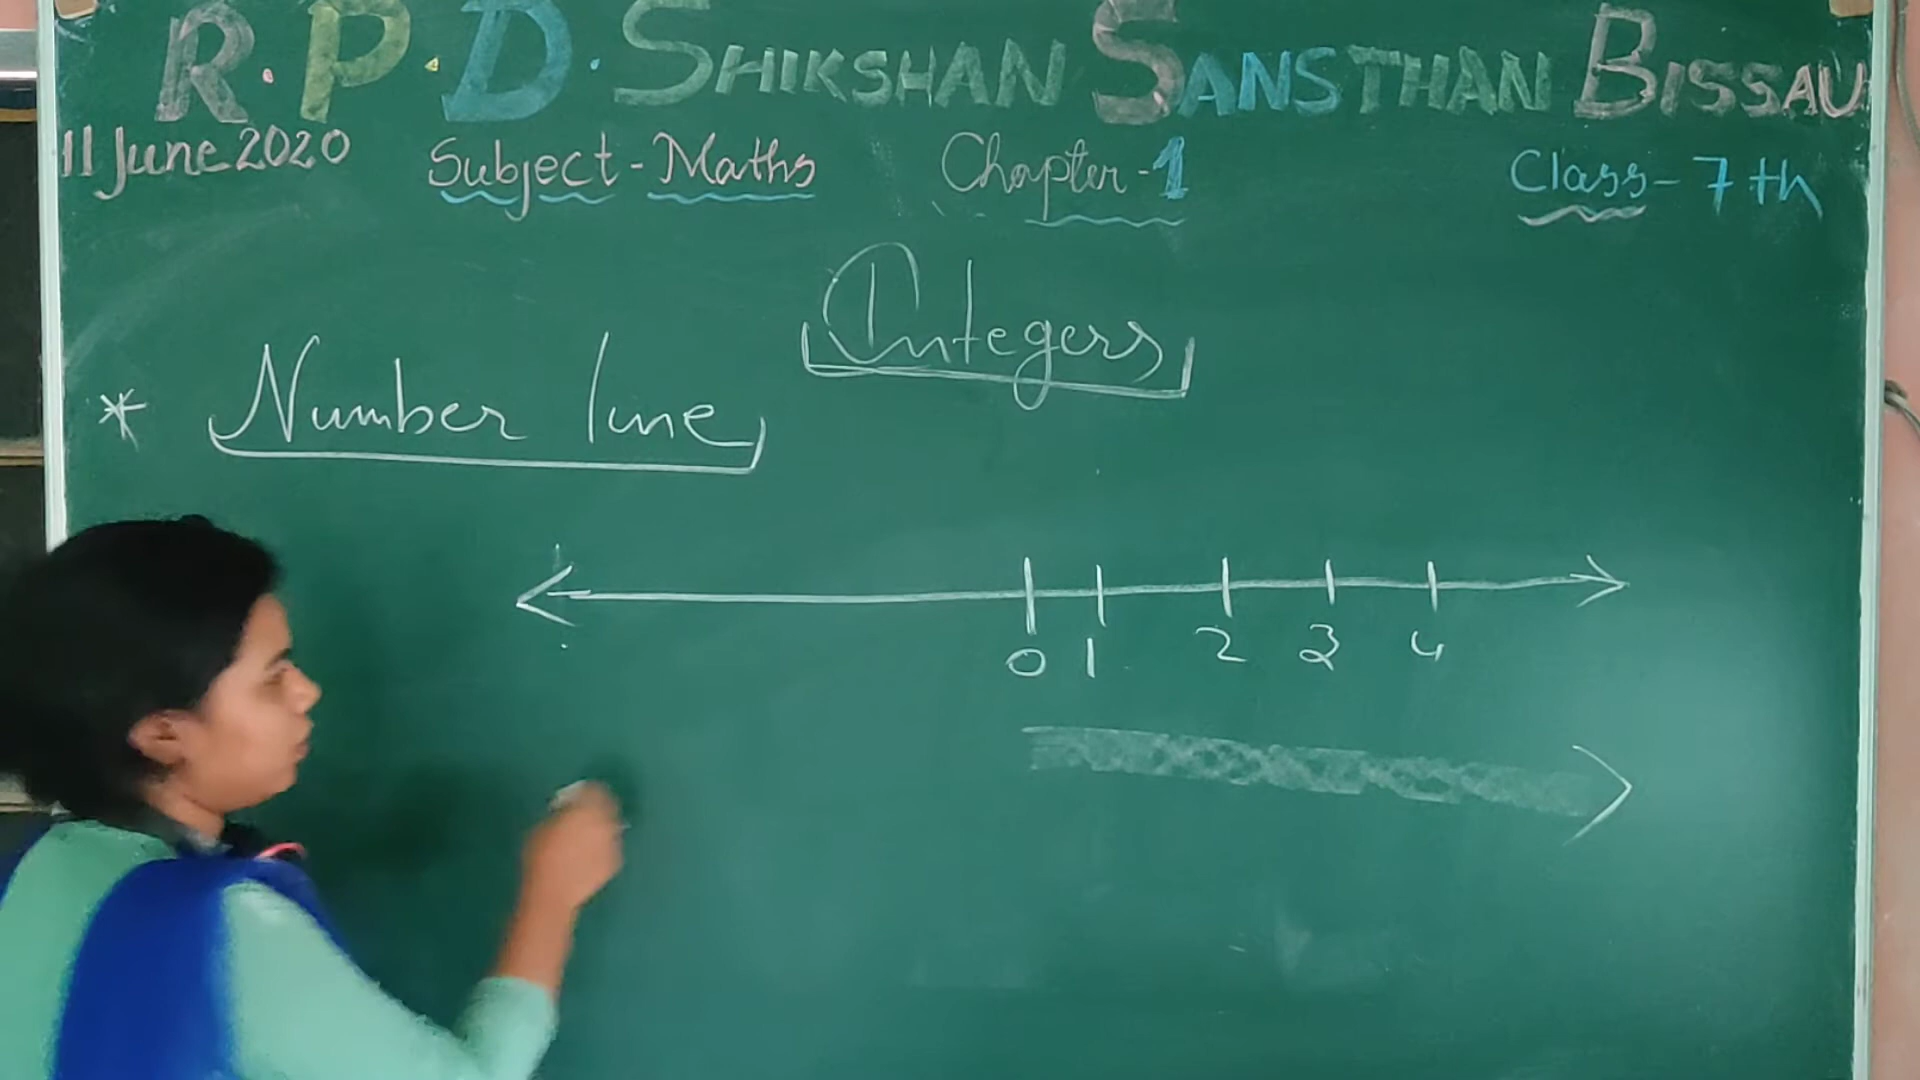 R. P. D. SHIKSHAN SANSTHAN BISSAU
11 June 2020 Subject - Maths Chapter - 1 Class - 7th
Integers
* Number line
0 1 2 3 4